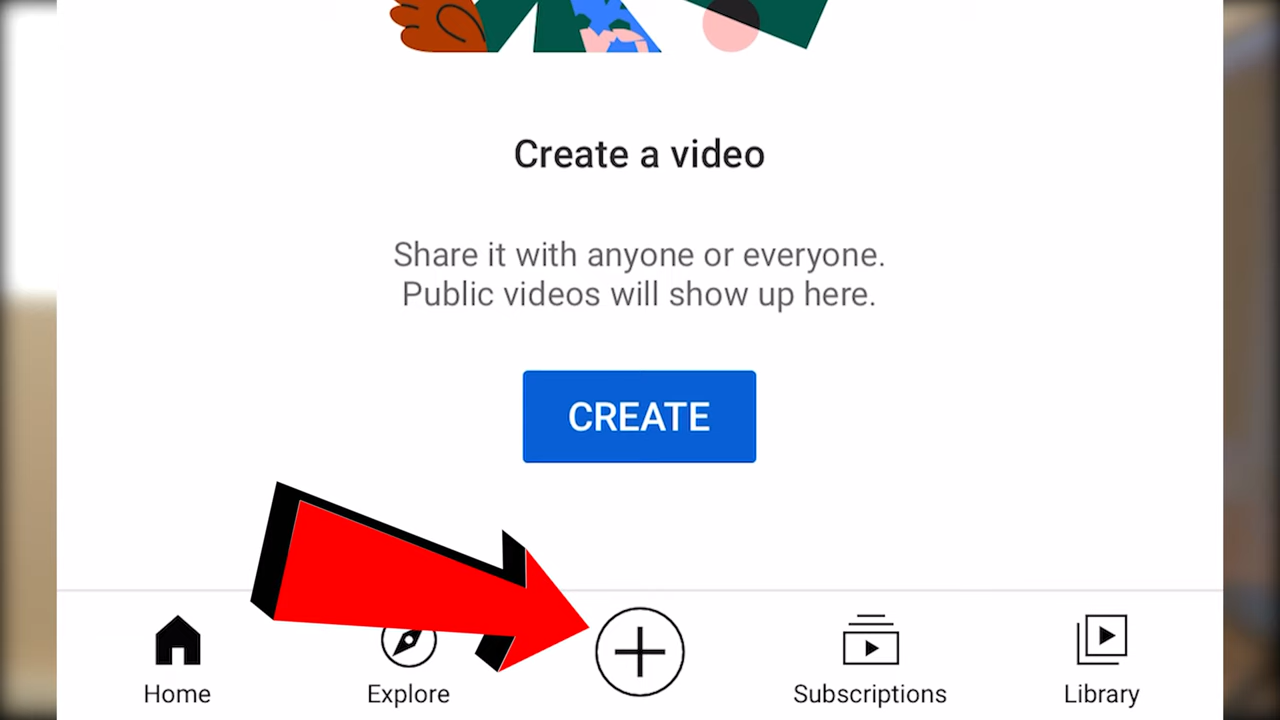 Create a video
Share it with anyone or everyone.
Public videos will show up here.
CREATE
Home
Explore
Subscriptions
Library